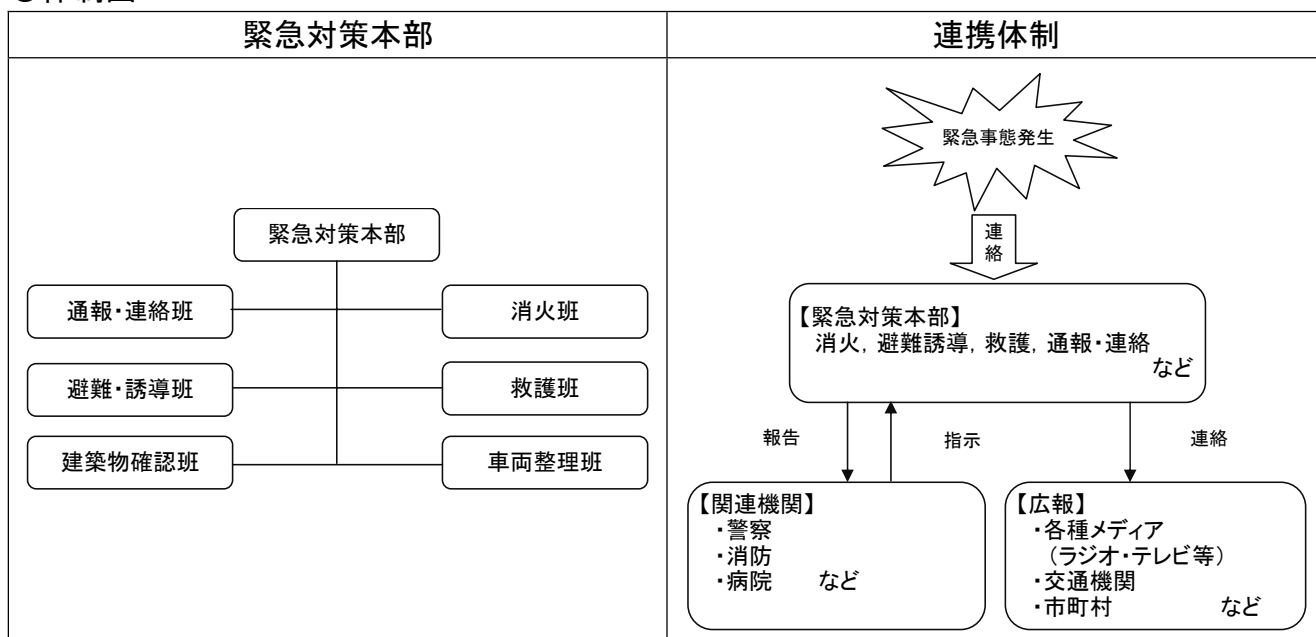 緊急対策本部
連携体制
緊急対策本部
通報・連絡班
消火班
避難・誘導班
救護班
建築物確認班
車両整理班
緊急事態発生
連
絡
【緊急対策本部】
消火,避難誘導,救護,通報・連絡
など
報告
指示
連絡
【関連機関】
・警察
・消防
・病院　など
【広報】
・各種メディア
（ラジオ・テレビ等）
・交通機関
・市町村　など